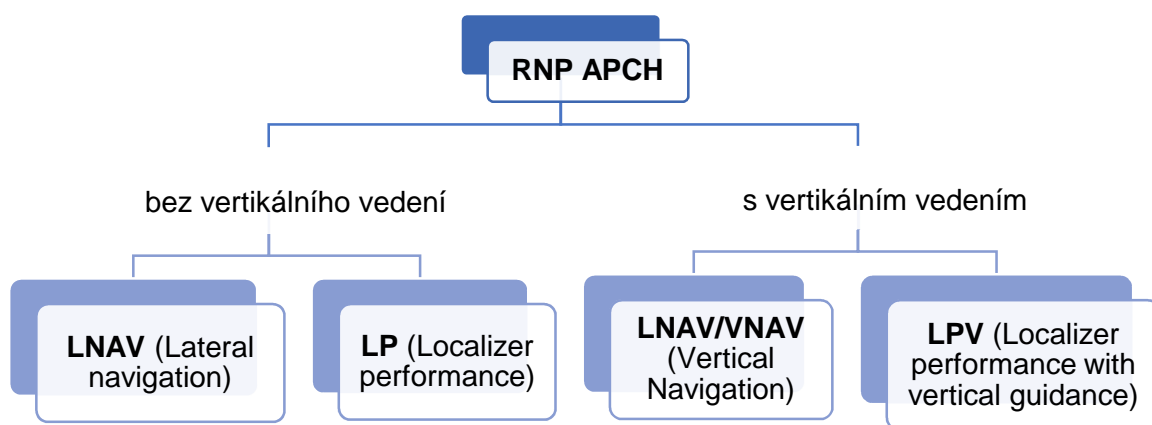 RNP APCH
bez vertikálního vedení
s vertikálním vedením
LNAV (Lateral
navigation)
LP (Localizer
performance)
LNAV/VNAV
(Vertical
Navigation)
LPV (Localizer
performance with
vertical guidance)